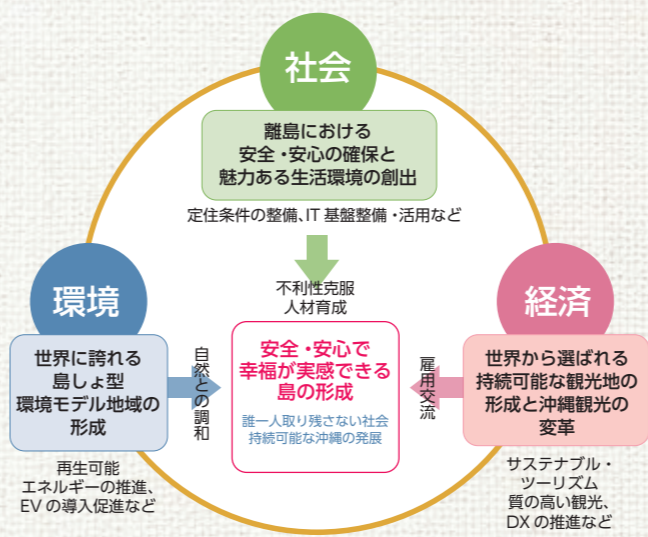 社会
離島における
安全・安心の確保と
魅力ある生活環境の創出
定住条件の整備、IT 基盤整備・活用など
不利性克服
人材育成
環境
世界に誇れる
島しょ型
環境モデル地域の
形成
再生可能
エネルギーの推進、
EV の導入促進など
自然との調和
安全・安心で
幸福が実感できる
島の形成
誰一人取り残さない社会
持続可能な沖縄の発展
雇用交流
経済
世界から選ばれる
持続可能な観光地の
形成と沖縄観光の
変革
サステナブル・
ツーリズム
質の高い観光、
DX の推進など